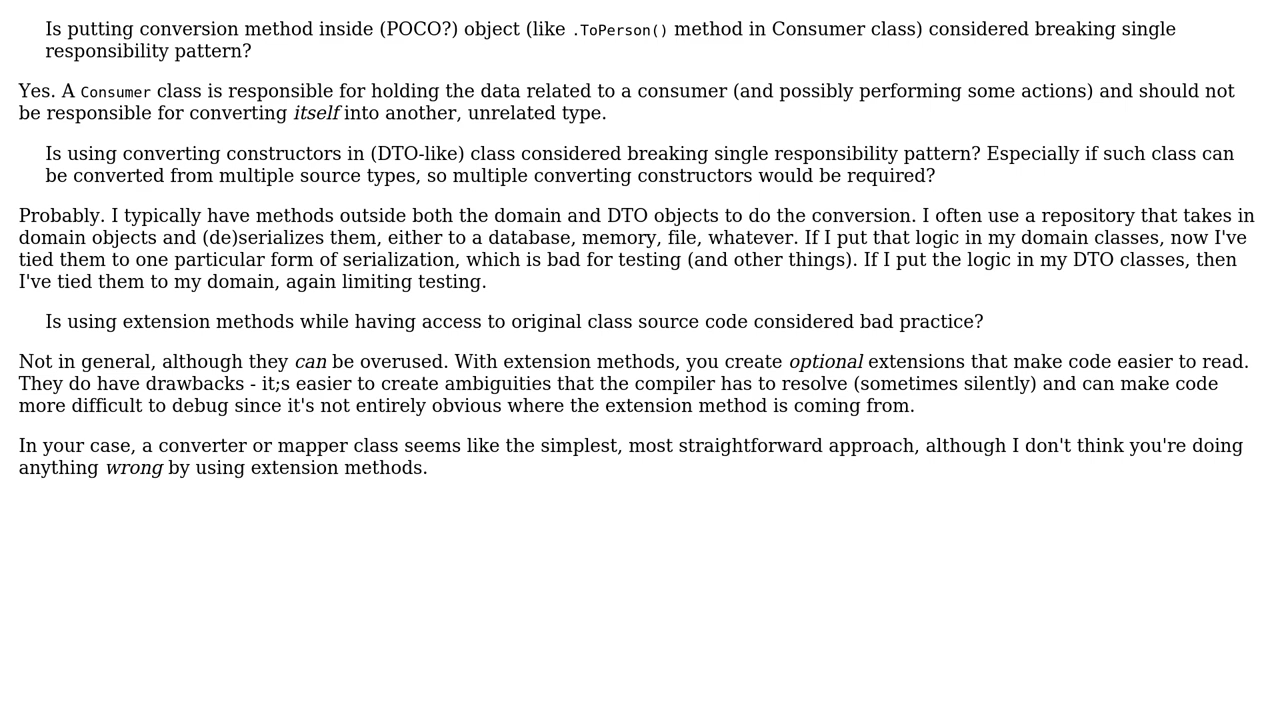 Is putting conversion method inside (POCO?) object (like .ToPerson() method in Consumer class) considered breaking single
responsibility pattern?
Yes. A Consumer class is responsible for holding the data related to a consumer (and possibly performing some actions) and should not
be responsible for converting itself into another, unrelated type.
Is using converting constructors in (DTO-like) class considered breaking single responsibility pattern? Especially if such class can
be converted from multiple source types, so multiple converting constructors would be required?
Probably. I typically have methods outside both the domain and DTO objects to do the conversion. I often use a repository that takes in
domain objects and (de)serializes them, either to a database, memory, file, whatever. If I put that logic in my domain classes, now I've
tied them to one particular form of serialization, which is bad for testing (and other things). If I put the logic in my DTO classes, then
I've tied them to my domain, again limiting testing.
Is using extension methods while having access to original class source code considered bad practice?
Not in general, although they can be overused. With extension methods, you create optional extensions that make code easier to read.
They do have drawbacks - it;s easier to create ambiguities that the compiler has to resolve (sometimes silently) and can make code
more difficult to debug since it's not entirely obvious where the extension method is coming from.
In your case, a converter or mapper class seems like the simplest, most straightforward approach, although I don't think you're doing
anything wrong by using extension methods.